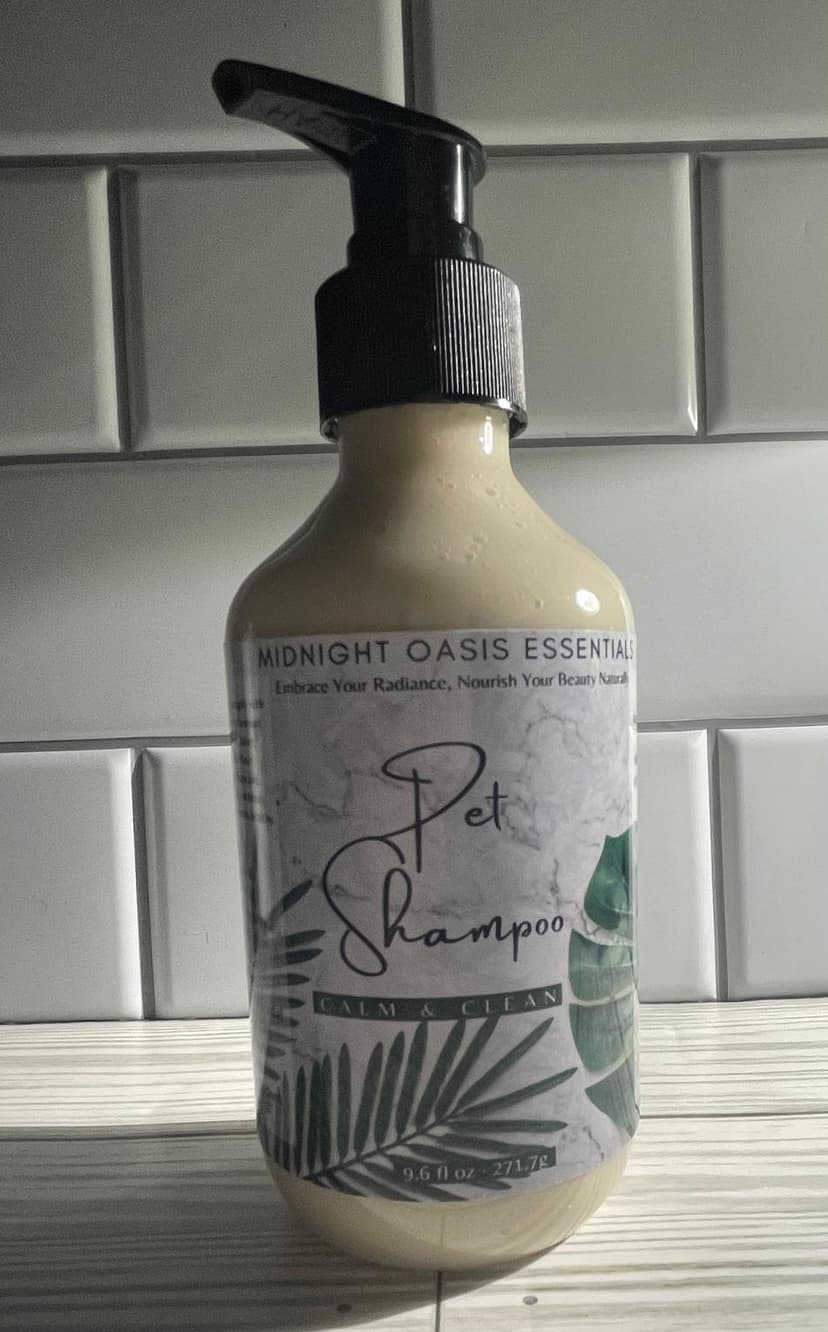 MIDNIGHT OASIS ESSENTIALS
Embrace Your Radiance, Nourish Your Beauty Naturally
Pet
Shampoo
CALM & CLEAN
9.6 fl oz · 271.7g